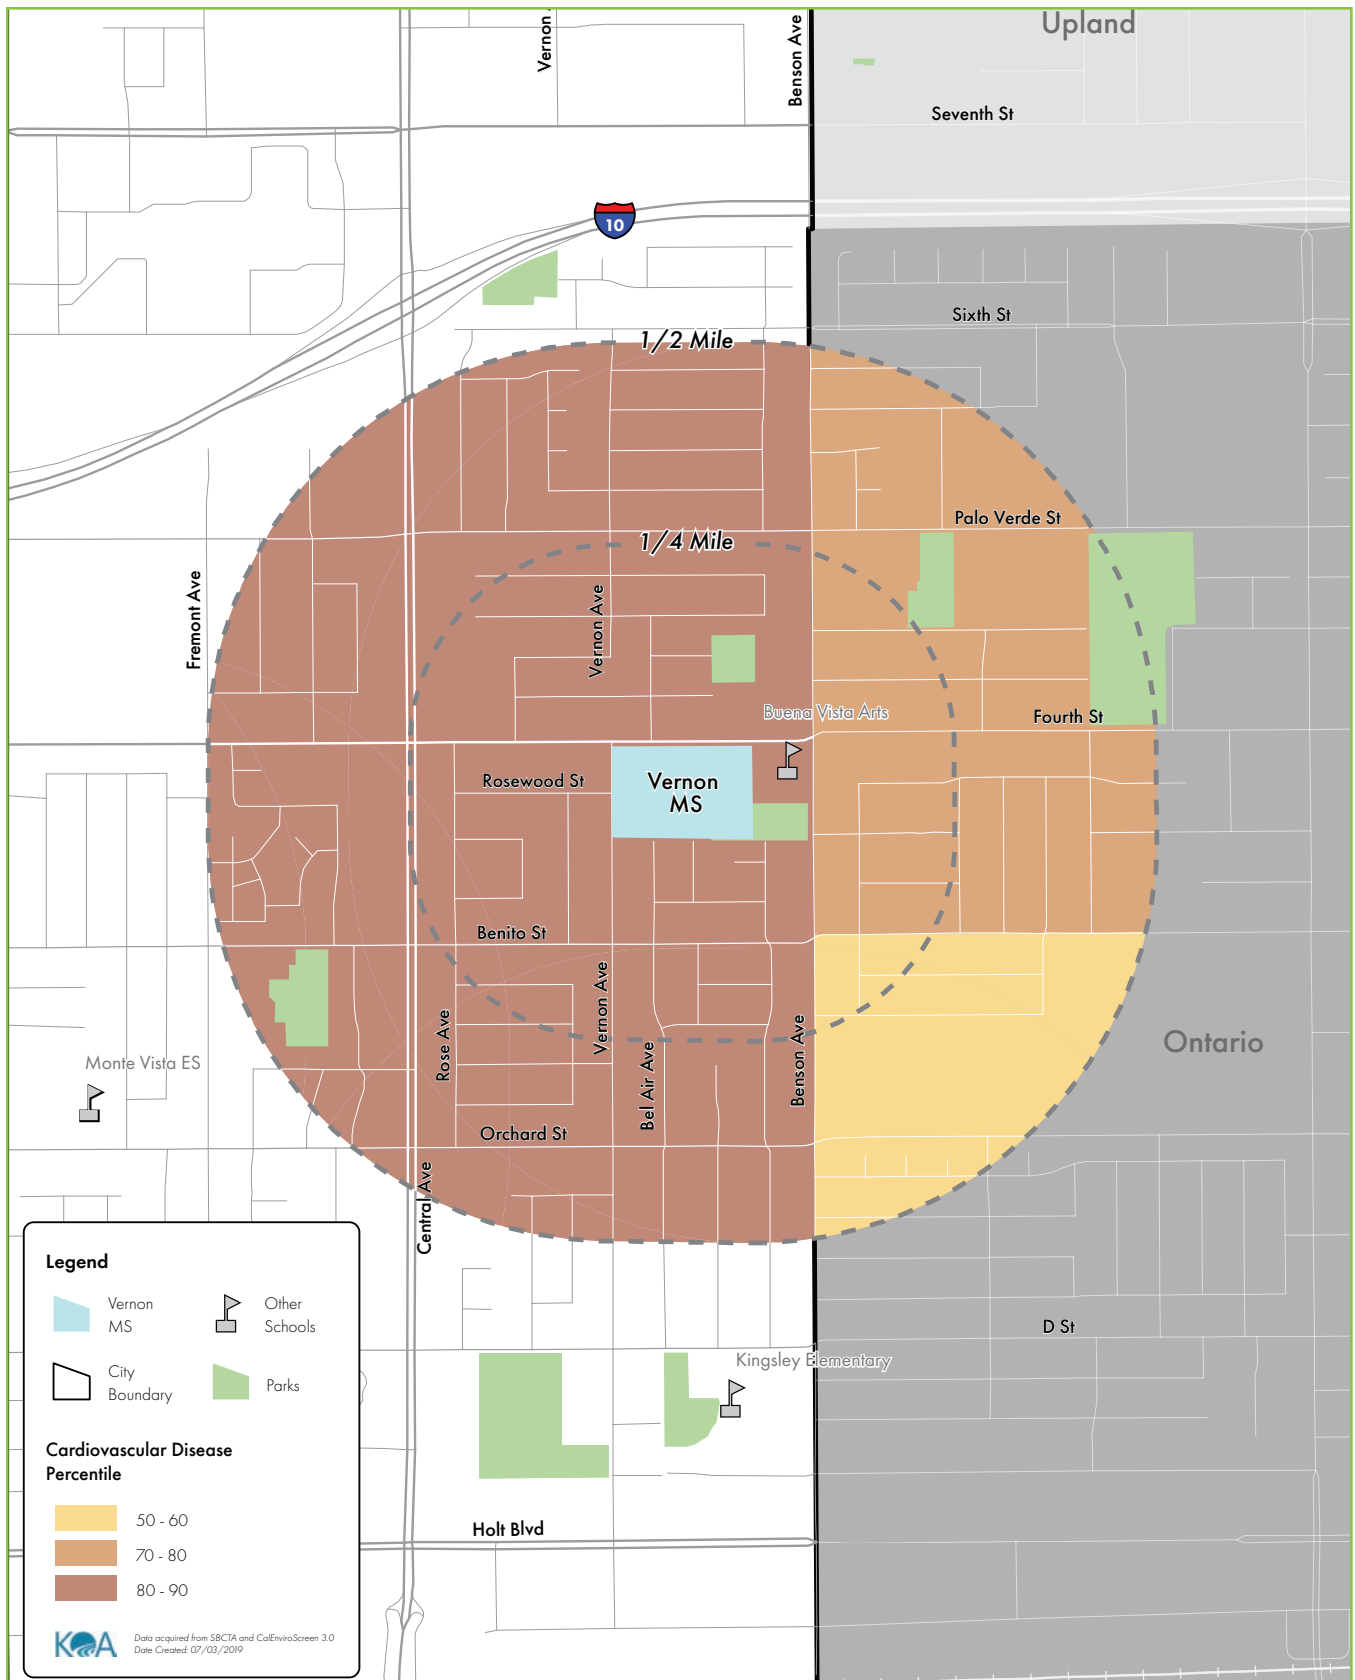 Upland
Vernon
Benson Ave
Seventh St
10
Sixth St
1/2 Mile
Palo Verde St
1/4 Mile
Fremont Ave
Vernon Ave
Buena Vista Arts
Fourth St
Rosewood St
Vernon
MS
Benito St
Vernon Ave
Rose Ave
Bel Air Ave
Benson Ave
Ontario
Monte Vista ES
Orchard St
Central Ave
Legend
Vernon
MS
Other
Schools
City
Boundary
Parks
D St
Kingsley Elementary
Cardiovascular Disease
Percentile
50 - 60
70 - 80
80 - 90
Holt Blvd
KOA
Data acquired from SBCTA and CalEnviroScreen 3.0
Date Created: 07/03/2019